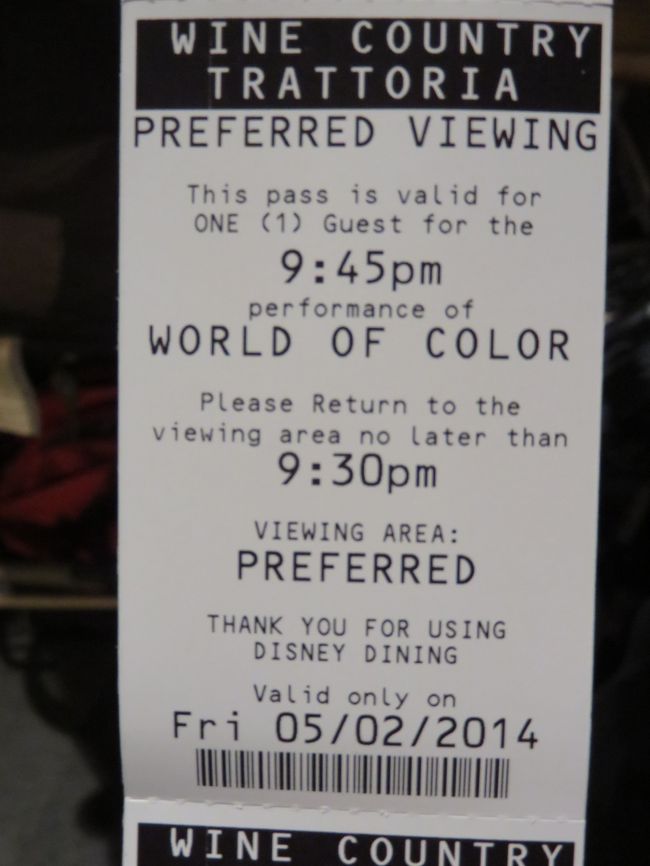 WINE COUNTRY
TRATTORIA
PREFERRED VIEWING
This pass is valid for
ONE (1) Guest for the
9:45pm
performance of
WORLD OF COLOR
Please Return to the
viewing area no later than
9:30pm
VIEWING AREA:
PREFERRED
THANK YOU FOR USING
DISNEY DINING
Valid only on
Fri 05/02/2014
WINE COUNTRY